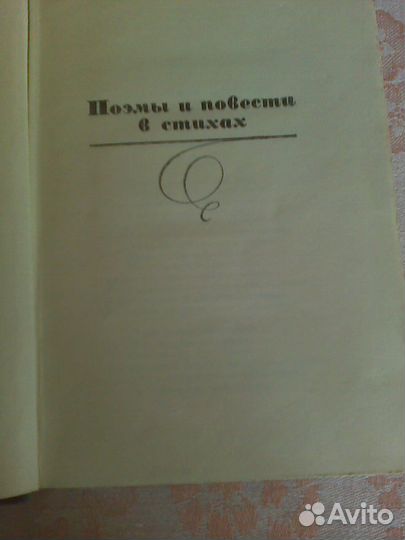 Поэмы и повести
в стихах
Avito